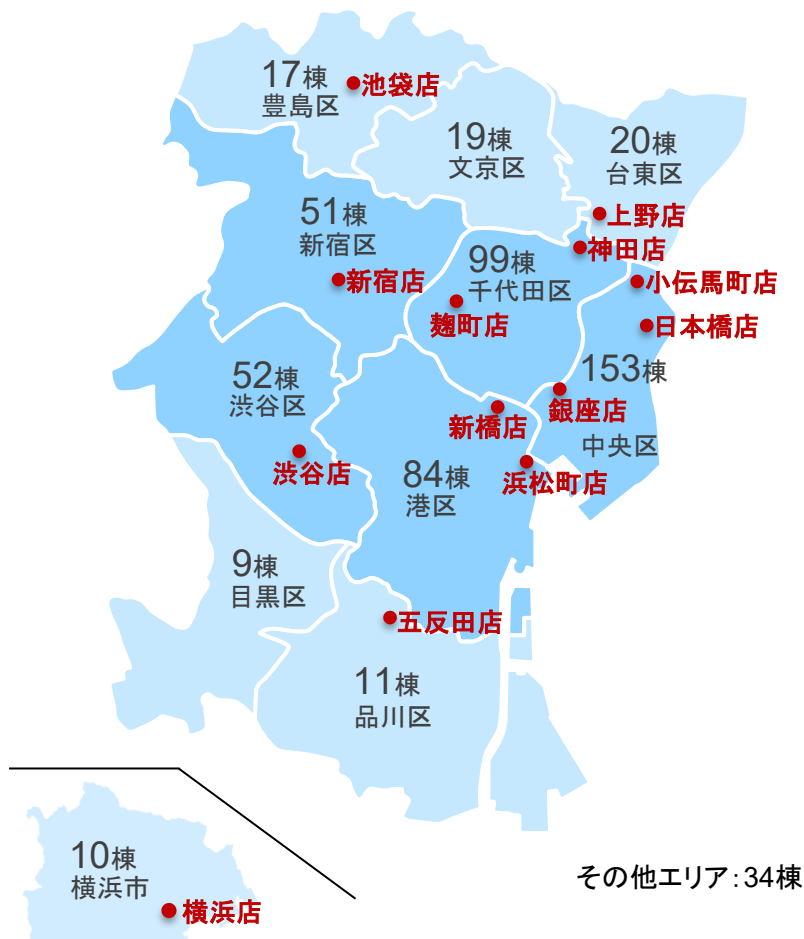 17棟
豊島区
池袋店
19棟
文京区
20棟
台東区
上野店
神田店
51棟
新宿区
新宿店
99棟
千代田区
麹町店
小伝馬町店
日本橋店
153棟
銀座店
中央区
52棟
渋谷区
渋谷店
新橋店
浜松町店
84棟
港区
9棟
目黒区
五反田店
11棟
品川区
10棟
横浜市
横浜店
その他エリア：34棟